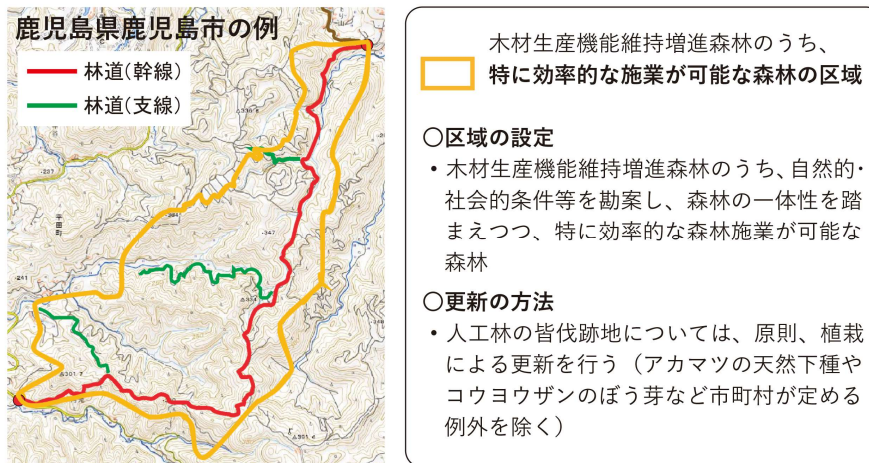 鹿児島県鹿児島市の例
林道(幹線)
林道(支線)
木材生産機能維持増進森林のうち、
特に効率的な施業が可能な森林の区域
〇区域の設定
・木材生産機能維持増進森林のうち、自然的・
社会的条件等を勘案し、森林の一体性を踏
まえつつ、特に効率的な森林施業が可能な
森林
〇更新の方法
・人工林の皆伐跡地については、原則、植栽
による更新を行う（アカマツの天然下種や
コウヨウザンのぼう芽など市町村が定める
例外を除く）
・237
・347
・241